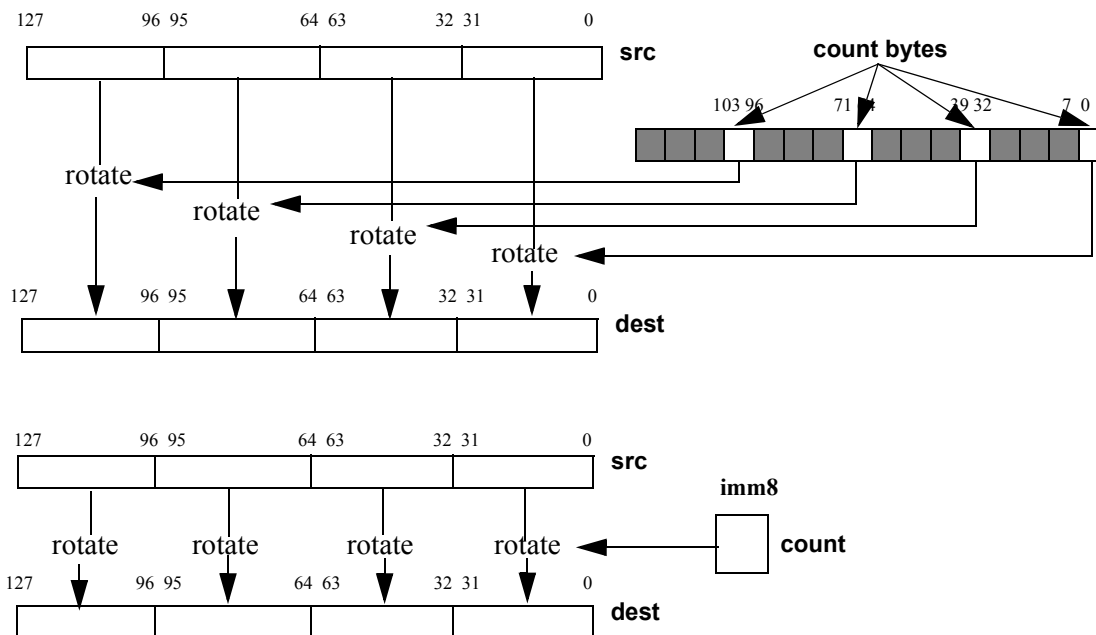 127 96 95 64 63 32 31 0
src
count bytes
103 96 71 64 39 32 7 0
rotate
rotate
rotate
rotate
127 96 95 64 63 32 31 0
dest
127 96 95 64 63 32 31 0
src
imm8
rotate rotate rotate rotate
count
127 96 95 64 63 32 31 0
dest